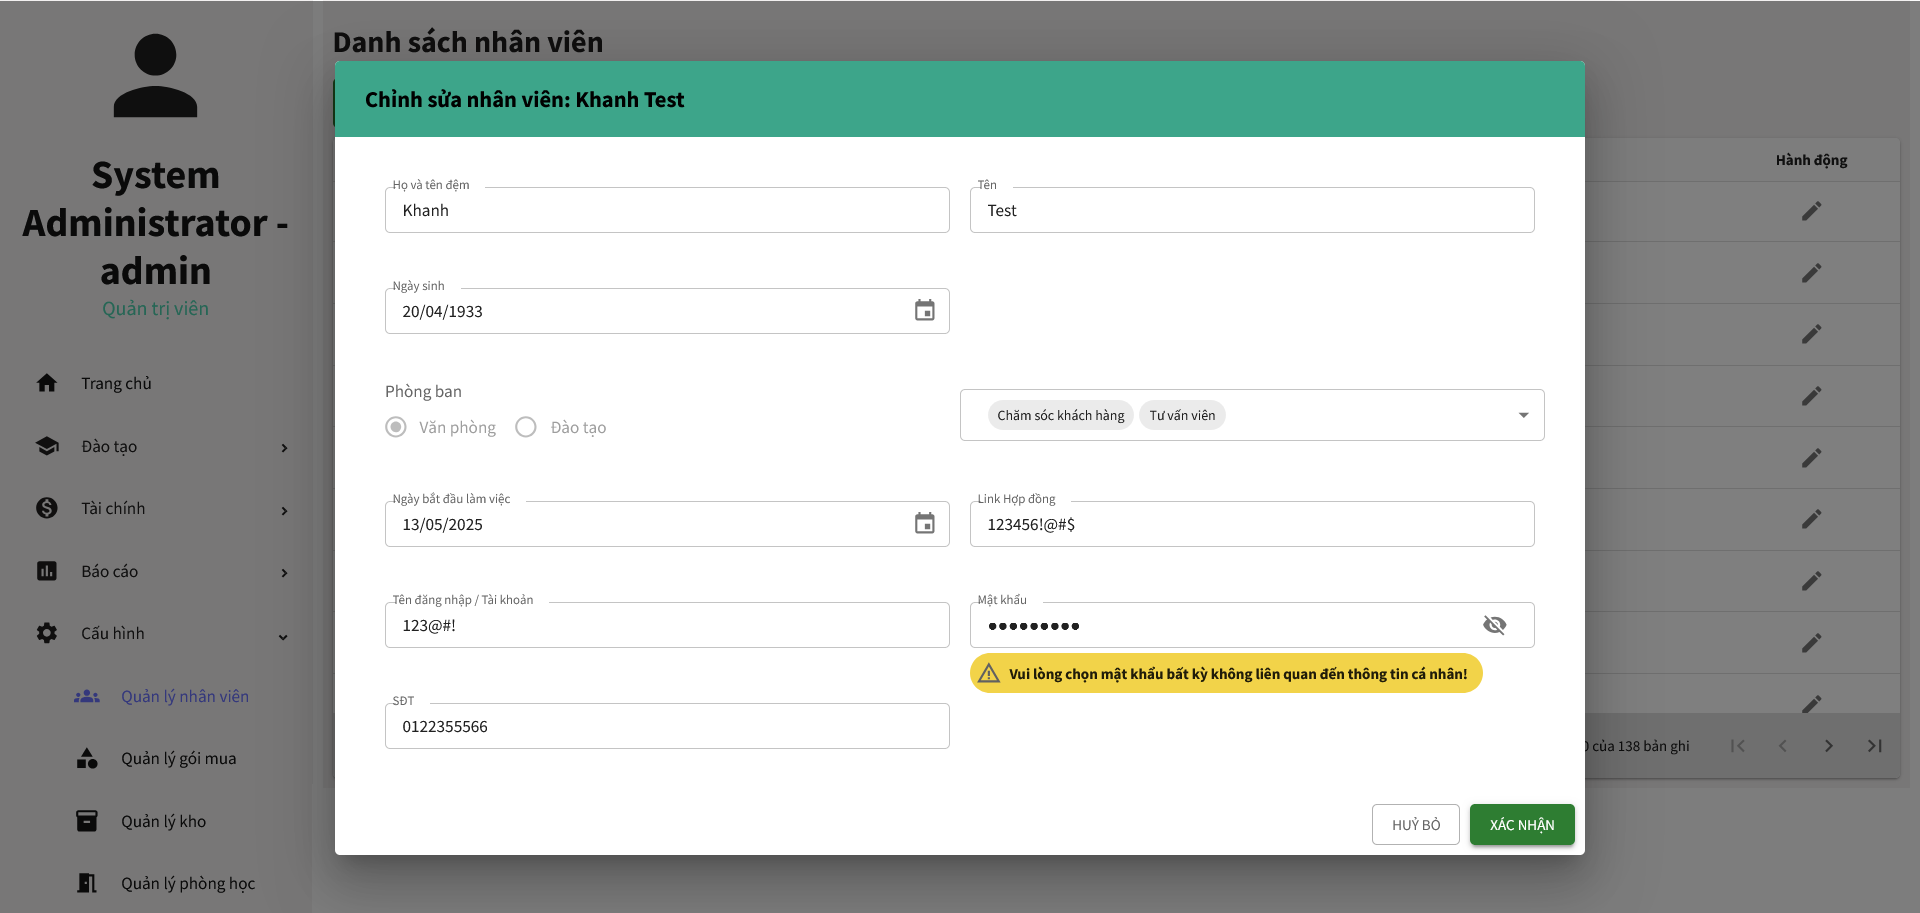 System
Administrator -
admin
Quản trị viên
Trang chủ
Đào tạo
Tài chính
Báo cáo
Cấu hình
Quản lý nhân viên
Quản lý gói mua
Quản lý kho
Quản lý phòng học
Danh sách nhân viên
Hành động
Chỉnh sửa nhân viên: Khanh Test
Họ và tên đệm
Khanh
Tên
Test
Ngày sinh
20/04/1933
Phòng ban
Văn phòng
Đào tạo
Chăm sóc khách hàng
Tư vấn viên
Ngày bắt đầu làm việc
13/05/2025
Link Hợp đồng
123456!@#$
Tên đăng nhập / Tài khoản
123@#!
Mật khẩu
•••••••••
Vui lòng chọn mật khẩu bất kỳ không liên quan đến thông tin cá nhân!
SĐT
0122355566
của 138 bản ghi
HUỶ BỎ
XÁC NHẬN